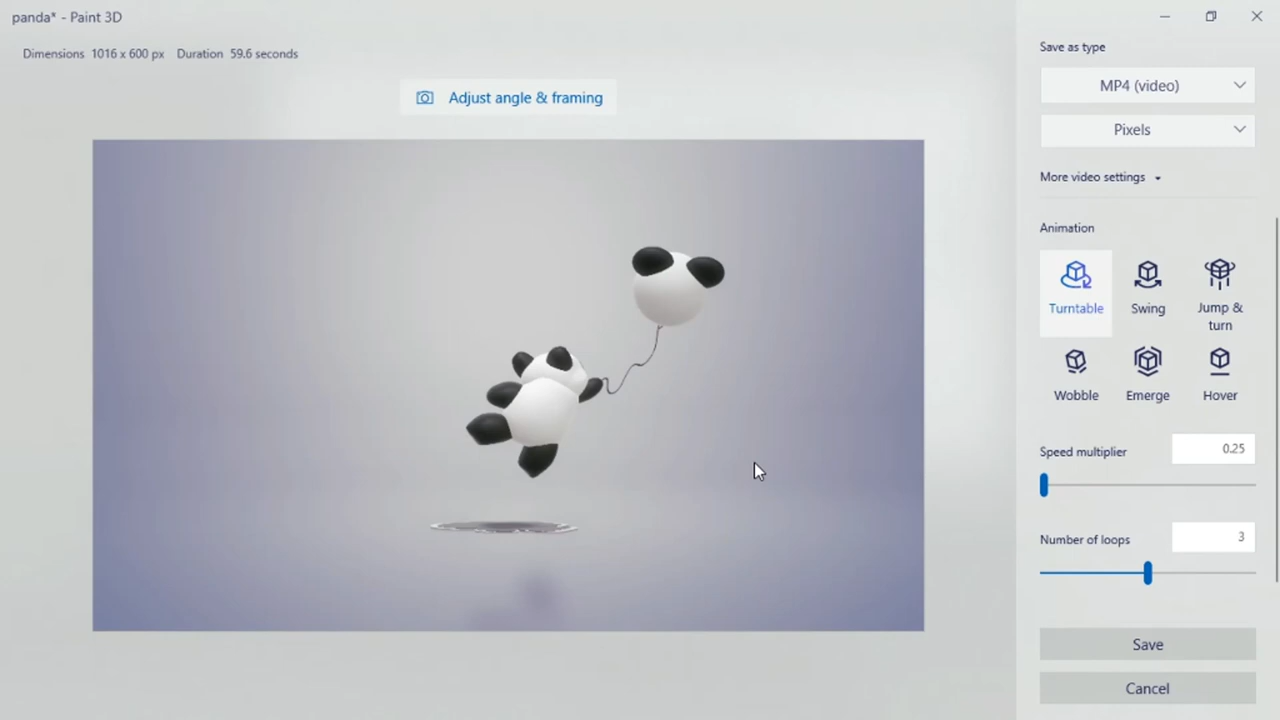 panda* - Paint 3D
Dimensions 1016 x 600 px Duration 59.6 seconds
Adjust angle & framing
Save as type
MP4 (video)
Pixels
More video settings
Animation
Turntable
Swing
Jump &
turn
Wobble
Emerge
Hover
Speed multiplier 0.25
Number of loops 3
Save
Cancel